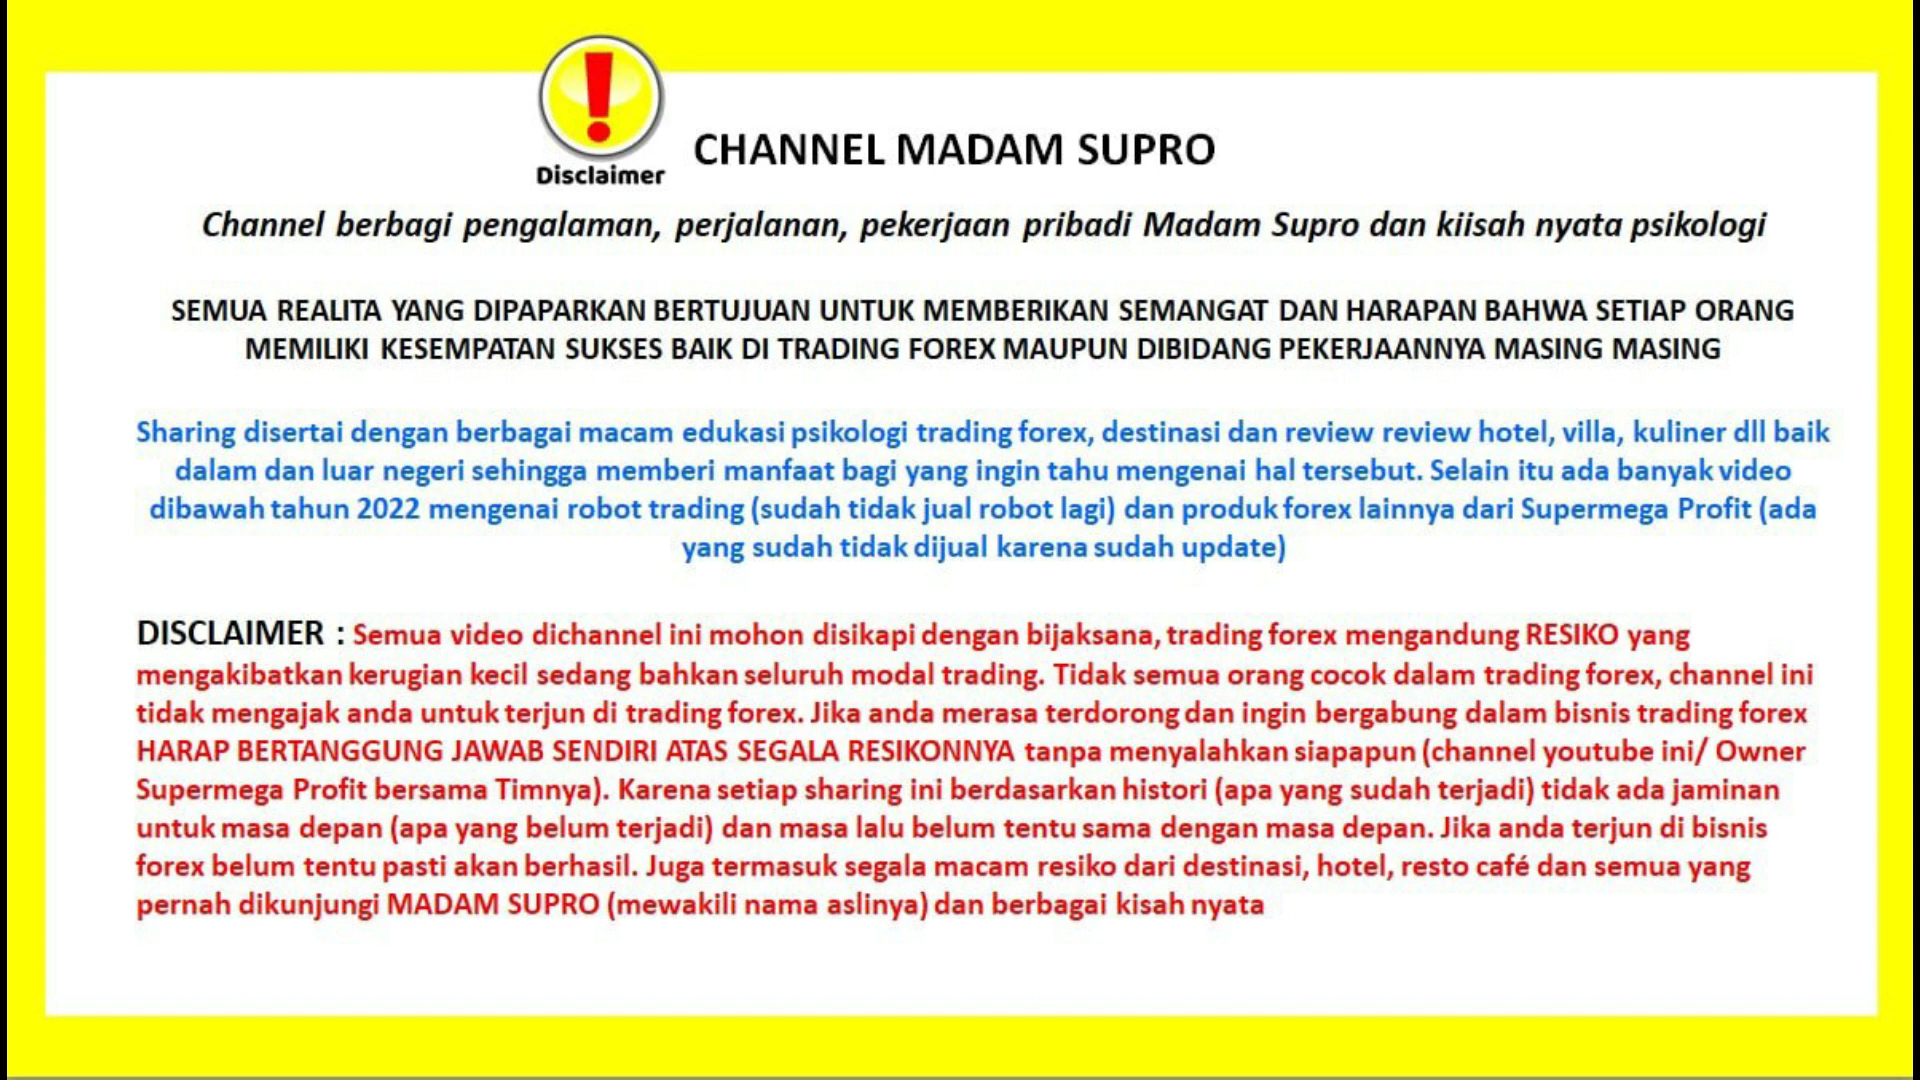 CHANNEL MADAM SUPRO
Disclaimer
Channel berbagi pengalaman, perjalanan, pekerjaan pribadi Madam Supro dan kiisah nyata psikologi
SEMUA REALITA YANG DIPAPARKAN BERTUJUAN UNTUK MEMBERIKAN SEMANGAT DAN HARAPAN BAHWA SETIAP ORANG
MEMILIKI KESEMPATAN SUKSES BAIK DI TRADING FOREX MAUPUN DIBIDANG PEKERJAANNYA MASING MASING
Sharing disertai dengan berbagai macam edukasi psikologi trading forex, destinasi dan review review hotel, villa, kuliner dll baik
dalam dan luar negeri sehingga memberi manfaat bagi yang ingin tahu mengenai hal tersebut. Selain itu ada banyak video
dibawah tahun 2022 mengenai robot trading (sudah tidak jual robot lagi) dan produk forex lainnya dari Supermega Profit (ada
yang sudah tidak dijual karena sudah update)
DISCLAIMER : Semua video dichannel ini mohon disikapi dengan bijaksana, trading forex mengandung RESIKO yang
mengakibatkan kerugian kecil sedang bahkan seluruh modal trading. Tidak semua orang cocok dalam trading forex, channel ini
tidak mengajak anda untuk terjun di trading forex. Jika anda merasa terdorong dan ingin bergabung dalam bisnis trading forex
HARAP BERTANGGUNG JAWAB SENDIRI ATAS SEGALA RESIKONNYA tanpa menyalahkan siapapun (channel youtube ini/ Owner
Supermega Profit bersama Timnya). Karena setiap sharing ini berdasarkan histori (apa yang sudah terjadi) tidak ada jaminan
untuk masa depan (apa yang belum terjadi) dan masa lalu belum tentu sama dengan masa depan. Jika anda terjun di bisnis
forex belum tentu pasti akan berhasil. Juga termasuk segala macam resiko dari destinasi, hotel, resto café dan semua yang
pernah dikunjungi MADAM SUPRO (mewakili nama aslinya) dan berbagai kisah nyata